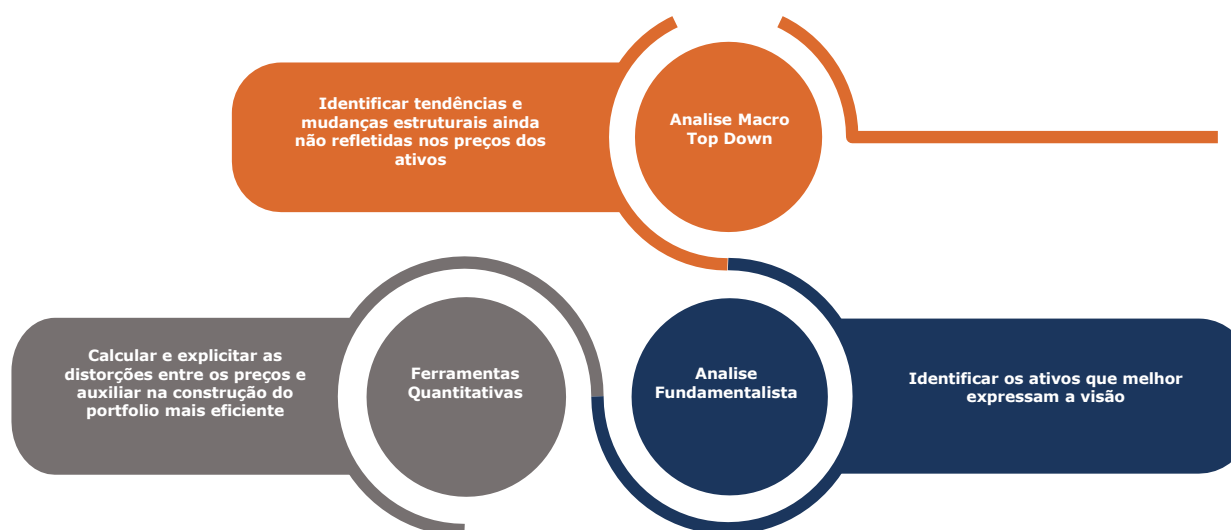 Identificar tendências e
mudanças estruturais ainda
não refletidas nos preços dos
ativos
Analise Macro
Top Down
Calcular e explicitar as
distorções entre os preços e
auxiliar na construção do
portfolio mais eficiente
Ferramentas
Quantitativas
Analise
Fundamentalista
Identificar os ativos que melhor
expressam a visão